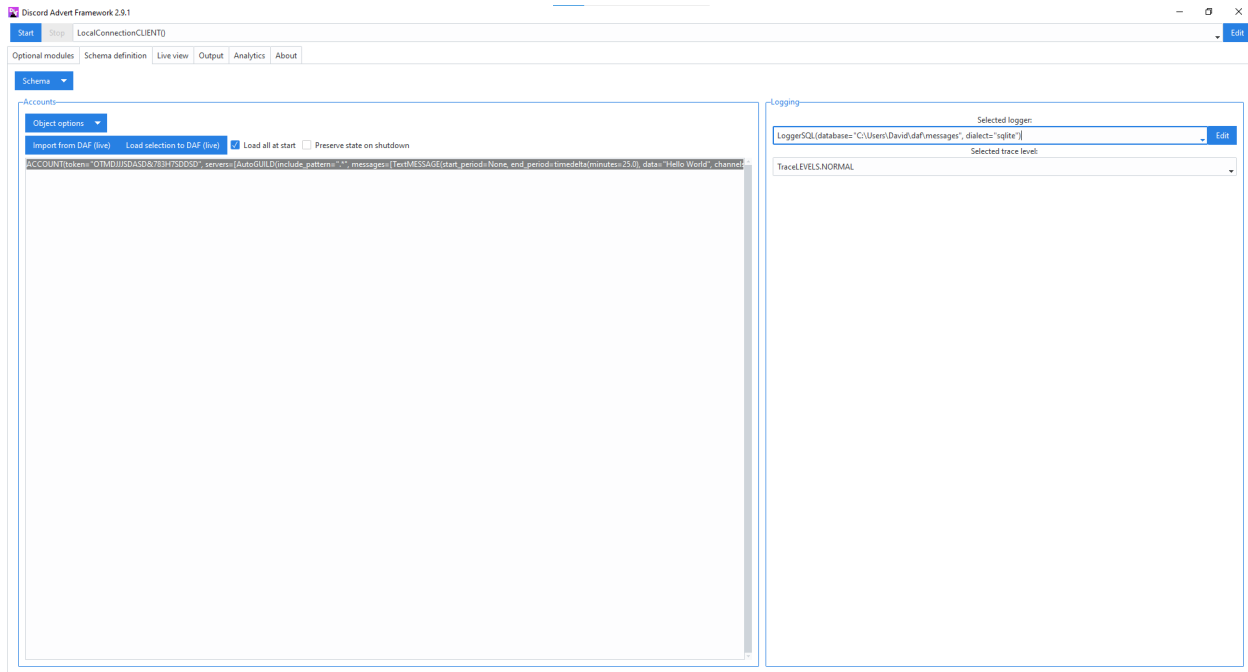 Discord Advert Framework 2.9.1
Start Stop LocalConnectionCLIENT() Edit
Optional modules Schema definition Live view Output Analytics About
Schema
Accounts
Object options
Import from DAF (live) Load selection to DAF (live) Load all at start Preserve state on shutdown
ACCOUNT(token="OTMDJJJSDASD&?83H7SDDSD", servers=[AutoGUILD(include_pattern=".*", messages=[TextMESSAGE(start_period=None, end_period=timedelta(minutes=25.0), data="Hello World", channels
Logging
Selected logger:
LoggerSQL(database="C:\Users\David\daf\messages", dialect="sqlite") Edit
Selected trace level:
TraceLEVELS.NORMAL